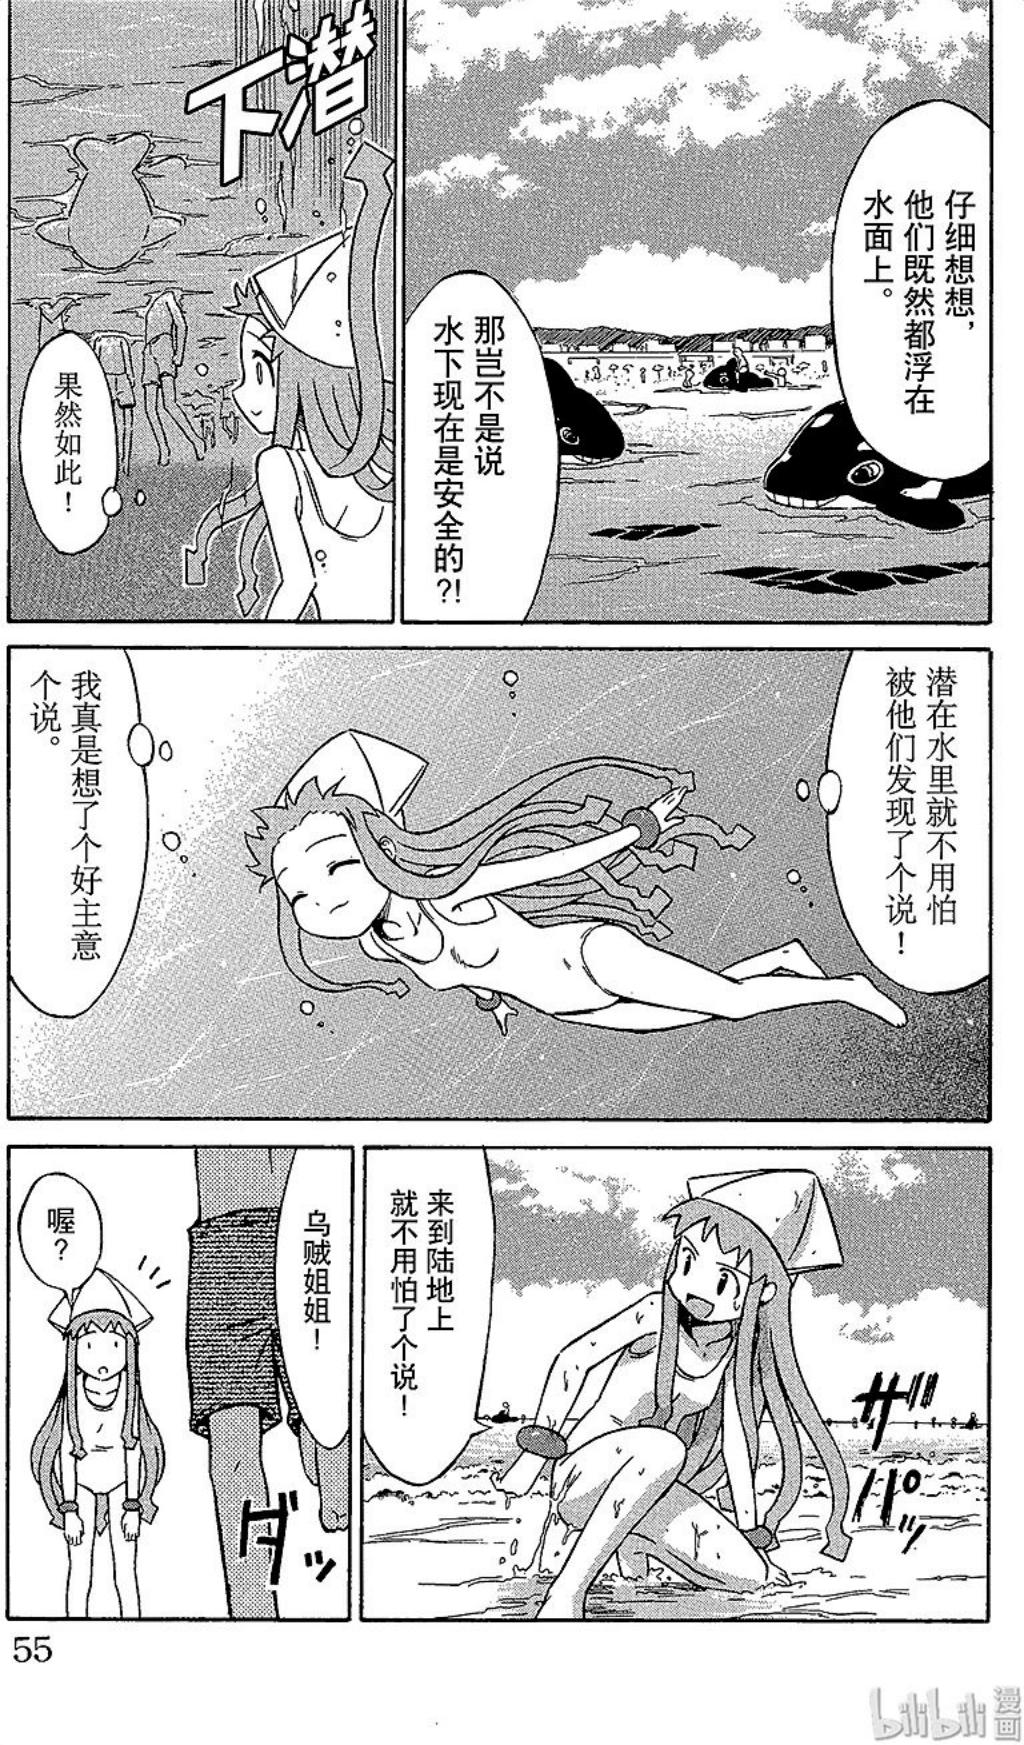 仔细想想，
他们既然都浮在
水面上。
那岂不是说
水下现在是安全的?!
下潜
果然如此！
潜在水里就不用怕
被他们发现了个说！
我真是想了个好主意
个说。
来到陆地上
就不用怕了个说！
ザ
パッ
乌贼姐姐！
ダッ
喔？
55
bilibili漫画